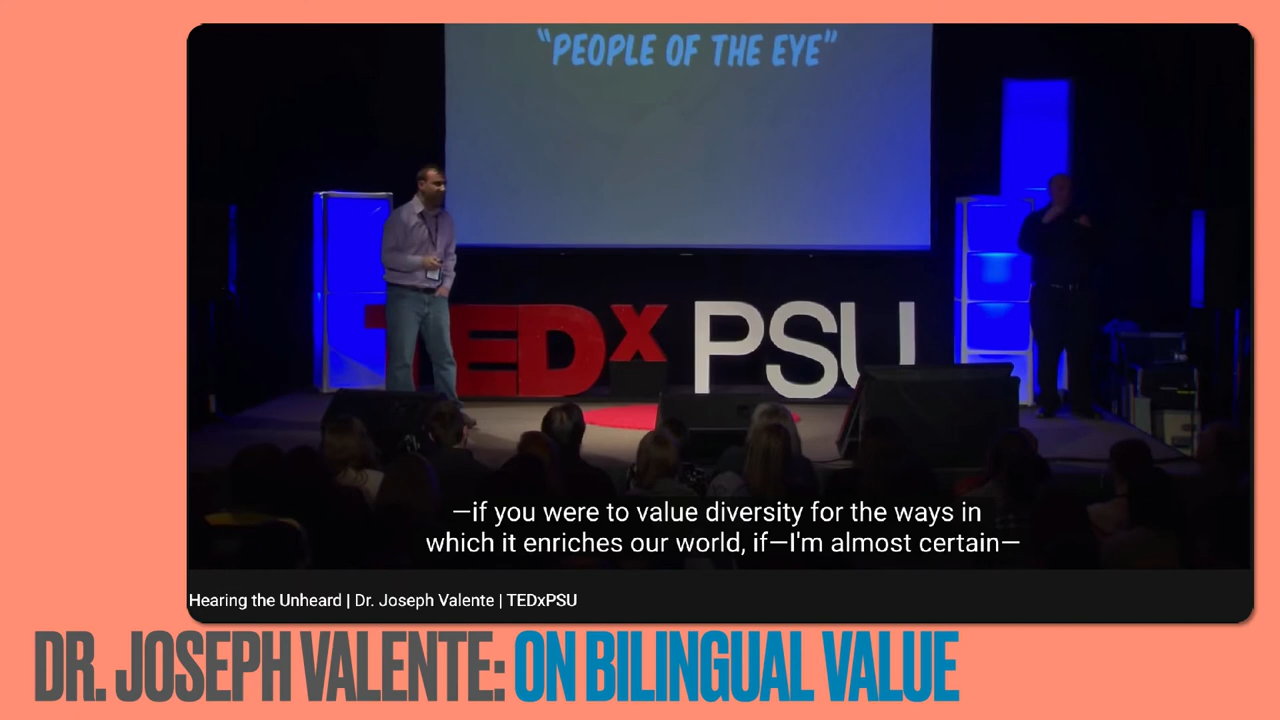 “PEOPLE OF THE EYE”
TEDx PSU
—if you were to value diversity for the ways in
which it enriches our world, if—I'm almost certain—
Hearing the Unheard | Dr. Joseph Valente | TEDxPSU
DR. JOSEPH VALENTE: ON BILINGUAL VALUE